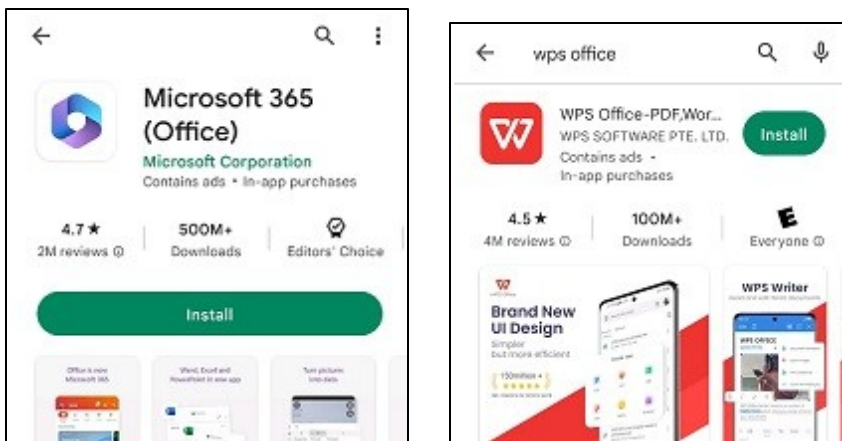 Microsoft 365
(Office)
Microsoft Corporation
Contains ads • In-app purchases
4.7★
2M reviews
500M+
Downloads
Editors' Choice
Install
Office is now
Microsoft 365
Word, Excel and
PowerPoint in one app
Turn pictures
into data
wps office
WPS Office-PDF,Wor...
WPS SOFTWARE PTE. LTD.
Contains ads •
In-app purchases
Install
4.5★
4M reviews
100M+
Downloads
E
Everyone
Brand New
UI Design
Simpler
but more efficient
WPS Writer
WPS OFFICE